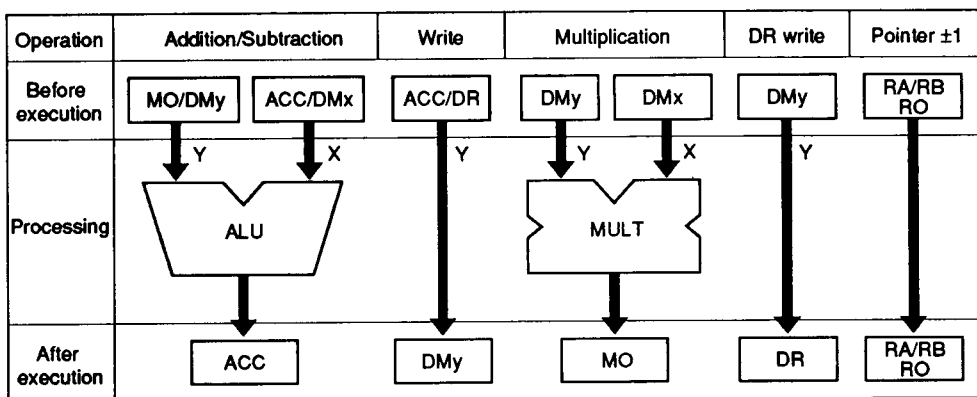 Operation
Addition/Subtraction
Write
Multiplication
DR write
Pointer ±1
Before
execution
MO/DMy
ACC/DMx
ACC/DR
DMy
DMx
DMy
RA/RB
RO
Processing
Y
X
Y
Y
X
Y
ALU
MULT
After
execution
ACC
DMy
MO
DR
RA/RB
RO